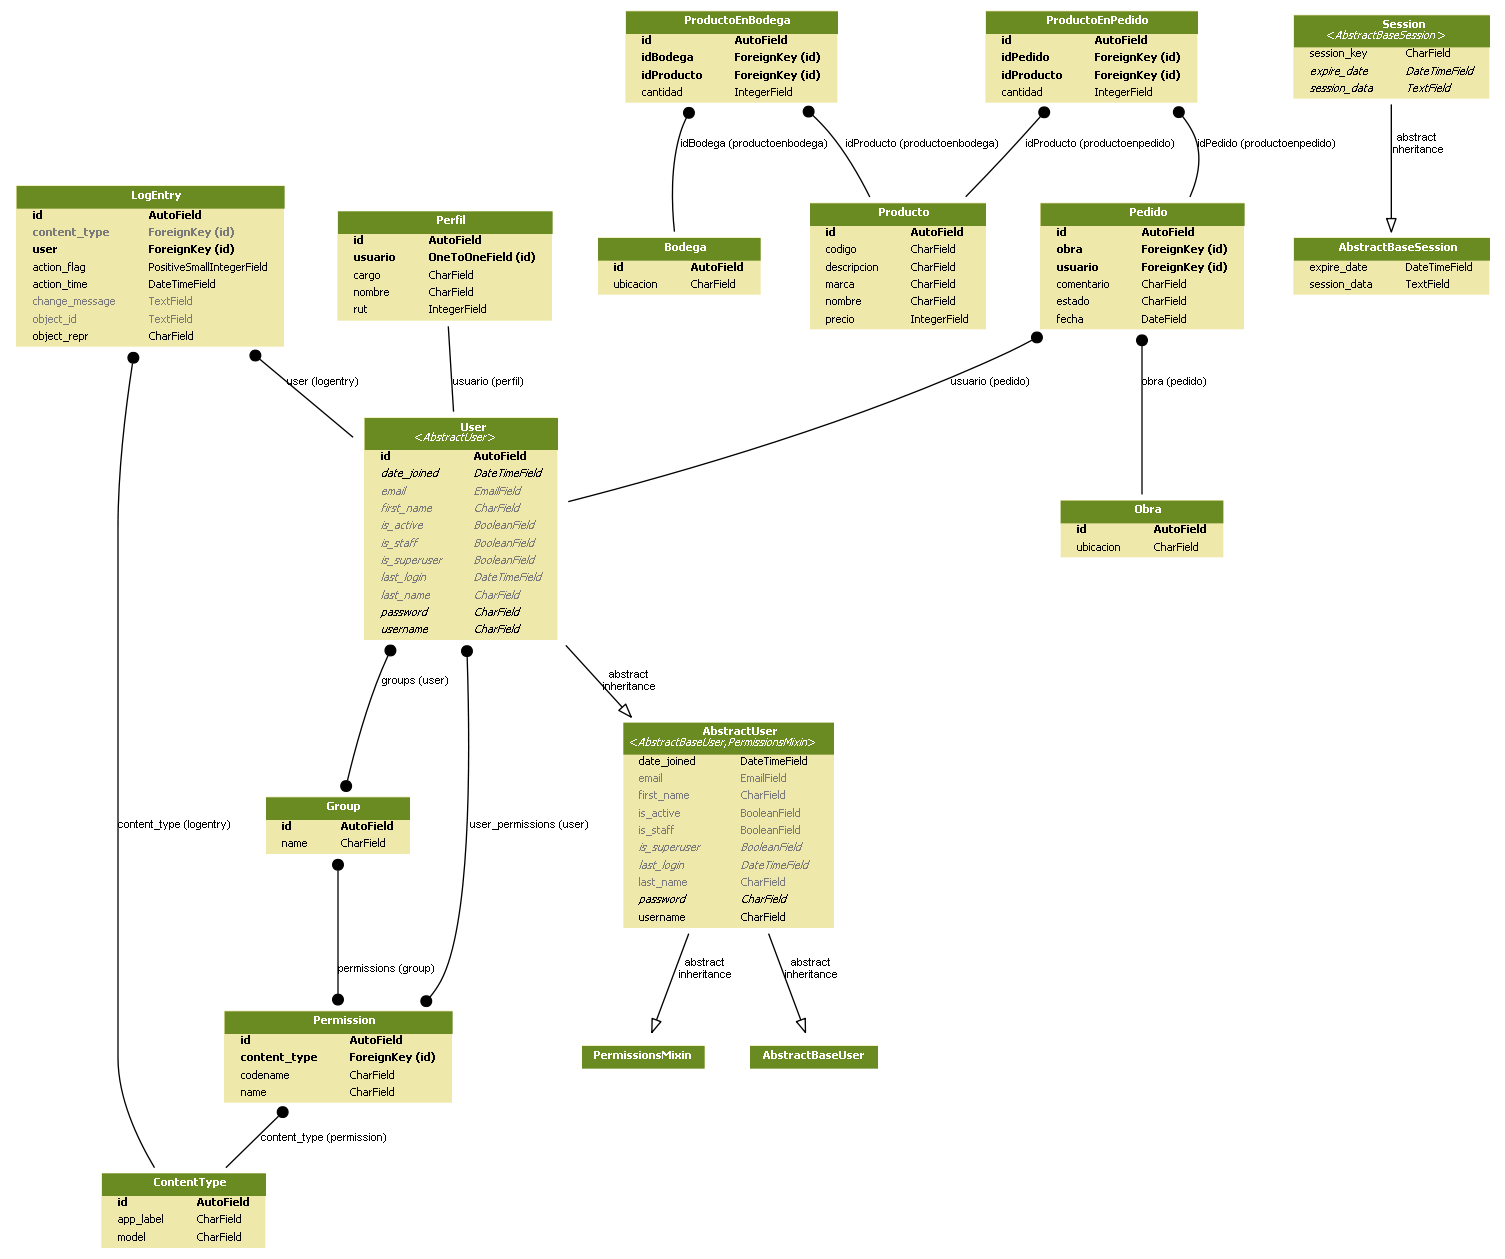 ProductoEnBodega
id AutoField
idBodega ForeignKey (id)
idProducto ForeignKey (id)
cantidad IntegerField
ProductoEnPedido
id AutoField
idPedido ForeignKey (id)
idProducto ForeignKey (id)
cantidad IntegerField
Session
<AbstractBaseSession>
session_key CharField
expire_date DateTimeField
session_data TextField
idBodega (productoenbodega)
idProducto (productoenbodega)
idProducto (productoenpedido)
idPedido (productoenpedido)
abstract
inheritance
LogEntry
id AutoField
content_type ForeignKey (id)
user ForeignKey (id)
action_flag PositiveSmallIntegerField
action_time DateTimeField
change_message TextField
object_id TextField
object_repr CharField
Perfil
id AutoField
usuario OneToOneField (id)
cargo CharField
nombre CharField
rut IntegerField
Bodega
id AutoField
ubicacion CharField
Producto
id AutoField
codigo CharField
descripcion CharField
marca CharField
nombre CharField
precio IntegerField
Pedido
id AutoField
obra ForeignKey (id)
usuario ForeignKey (id)
comentario CharField
estado CharField
fecha DateField
AbstractBaseSession
expire_date DateTimeField
session_data TextField
user (logentry)
usuario (perfil)
usuario (pedido)
obra (pedido)
User
<AbstractUser>
id AutoField
date_joined DateTimeField
email EmailField
first_name CharField
is_active BooleanField
is_staff BooleanField
is_superuser BooleanField
last_login DateTimeField
last_name CharField
password CharField
username CharField
Obra
id AutoField
ubicacion CharField
groups (user)
abstract
inheritance
AbstractUser
<AbstractBaseUser,PermissionsMixin>
date_joined DateTimeField
email EmailField
first_name CharField
is_active BooleanField
is_staff BooleanField
is_superuser BooleanField
last_login DateTimeField
last_name CharField
password CharField
username CharField
Group
id AutoField
name CharField
content_type (logentry)
user_permissions (user)
permissions (group)
abstract
inheritance
abstract
inheritance
Permission
id AutoField
content_type ForeignKey (id)
codename CharField
name CharField
PermissionsMixin
AbstractBaseUser
content_type (permission)
ContentType
id AutoField
app_label CharField
model CharField